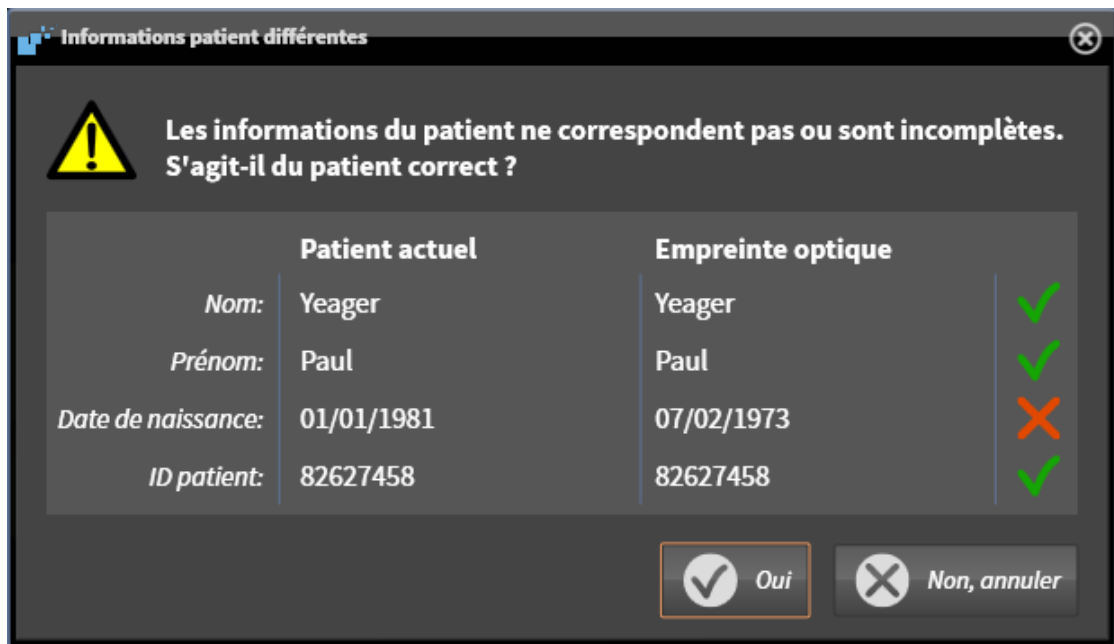 Informations patient différentes
Les informations du patient ne correspondent pas ou sont incomplètes.
S'agit-il du patient correct ?
Patient actuel Empreinte optique
Nom: Yeager Yeager
Prénom: Paul Paul
Date de naissance: 01/01/1981 07/02/1973
ID patient: 82627458 82627458
Oui Non, annuler